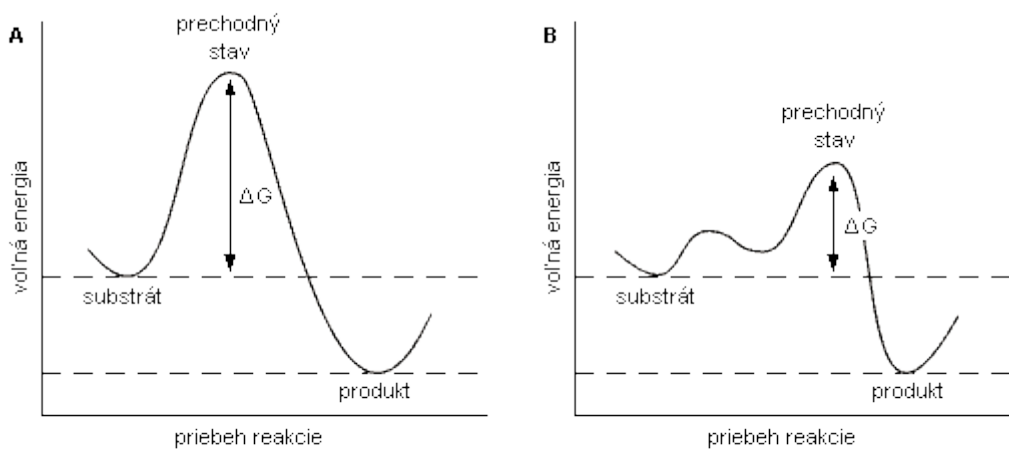 A
prechodný
stav
voľná energia
ΔG
substrát
produkt
priebeh reakcie
B
prechodný
stav
voľná energia
ΔG
substrát
produkt
priebeh reakcie